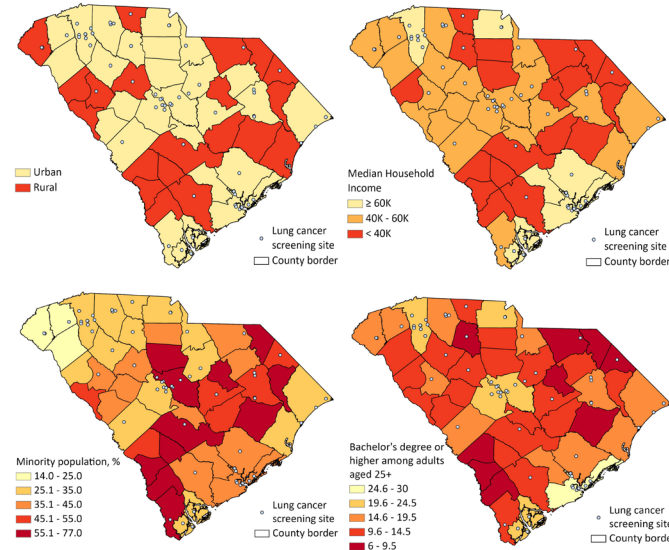 Urban
Rural
Lung cancer
screening site
County border
Median Household
Income
≥ 60K
40K - 60K
< 40K
Lung cancer
screening site
County border
Minority population, %
14.0 - 25.0
25.1 - 35.0
35.1 - 45.0
45.1 - 55.0
55.1 - 77.0
Lung cancer
screening site
County border
Bachelor's degree or
higher among adults
aged 25+
24.6 - 30
19.6 - 24.5
14.6 - 19.5
9.6 - 14.5
6 - 9.5
Lung cancer
screening site
County border